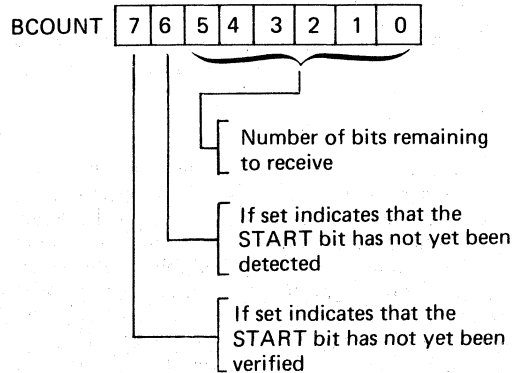 BCOUNT 7 6 5 4 3 2 1 0
Number of bits remaining
to receive
If set indicates that the
START bit has not yet been
detected
If set indicates that the
START bit has not yet been
verified